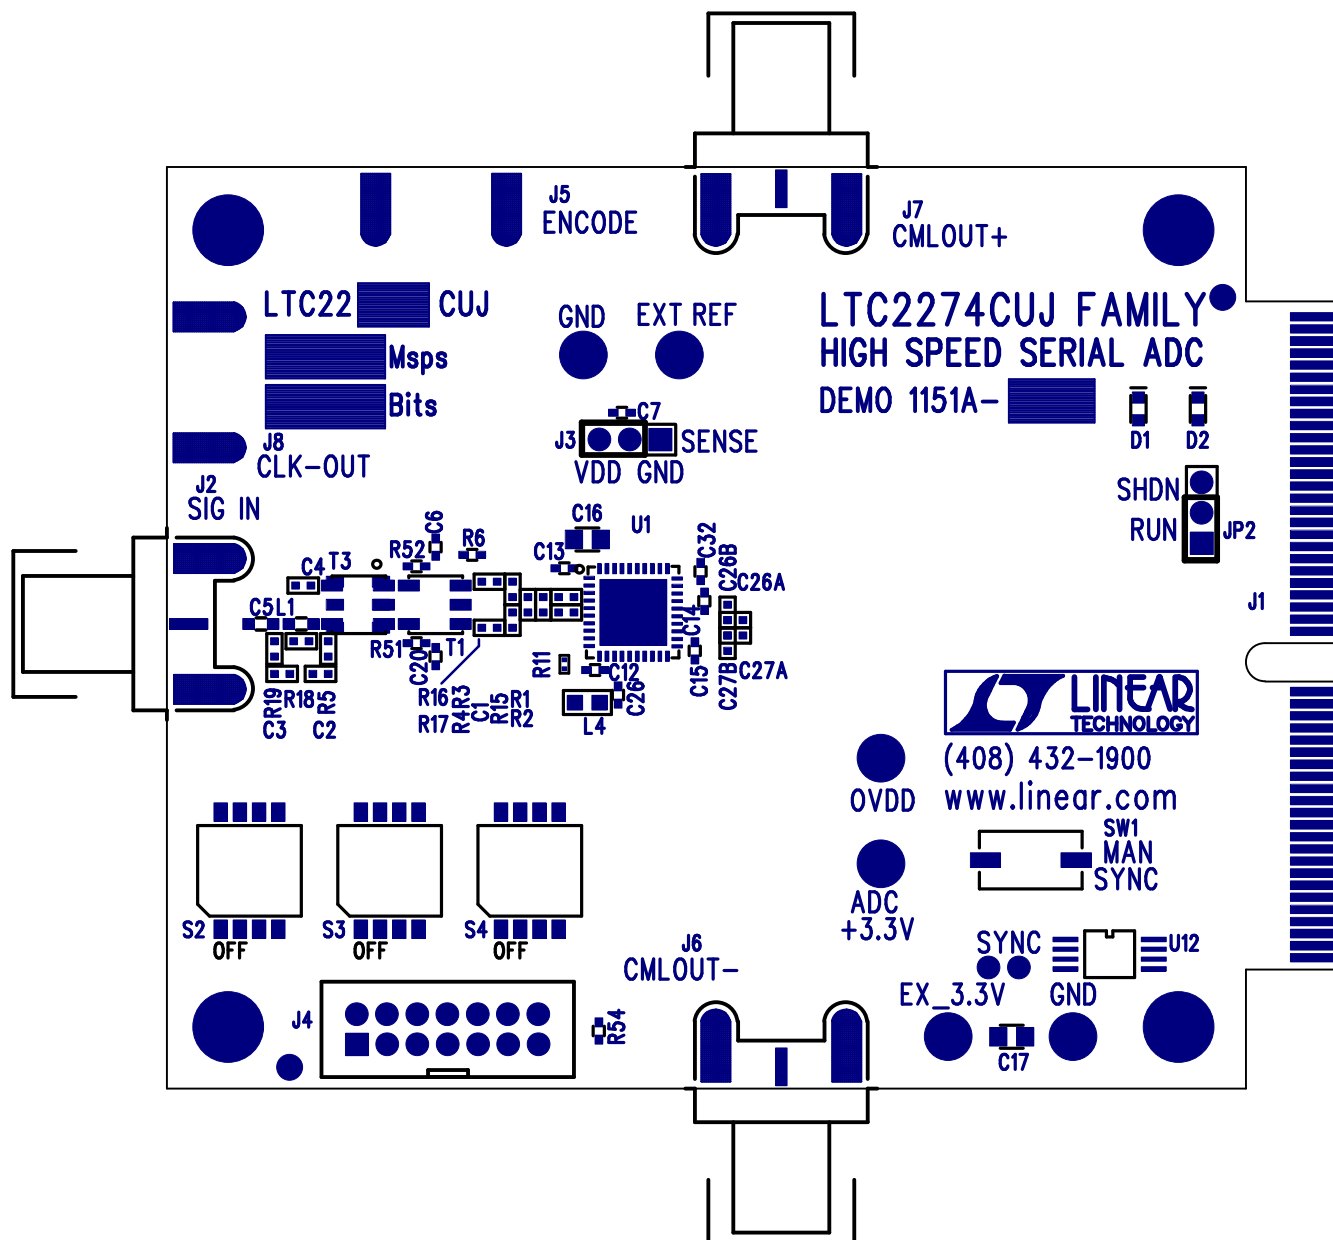 J5
ENCODE
J7
CMLOUT+
LTC22 CUJ
Msps
Bits
J8
CLK-OUT
J2
SIG IN
GND
EXT REF
LTC2274CUJ FAMILY
HIGH SPEED SERIAL ADC
DEMO 1151A-
C7
J3
SENSE
VDD GND
D1
D2
SHDN
RUN
JP2
J1
C16
U1
C6
R6
R52
C13
C32
C26B
C26A
C4
T3
C5
L1
R51
C20
T1
R11
C12
C14
C15
C27B
C27A
C26
L4
R19
C3
R18
R5
C2
R16
R17
R3
R4
C1
R15
R1
R2
LINEAR
TECHNOLOGY
(408) 432-1900
www.linear.com
OVDD
ADC
+3.3V
SW1
MAN
SYNC
S2
OFF
S3
OFF
S4
OFF
J6
CMLOUT-
SYNC
U12
EX_3.3V
GND
C17
J4
R54